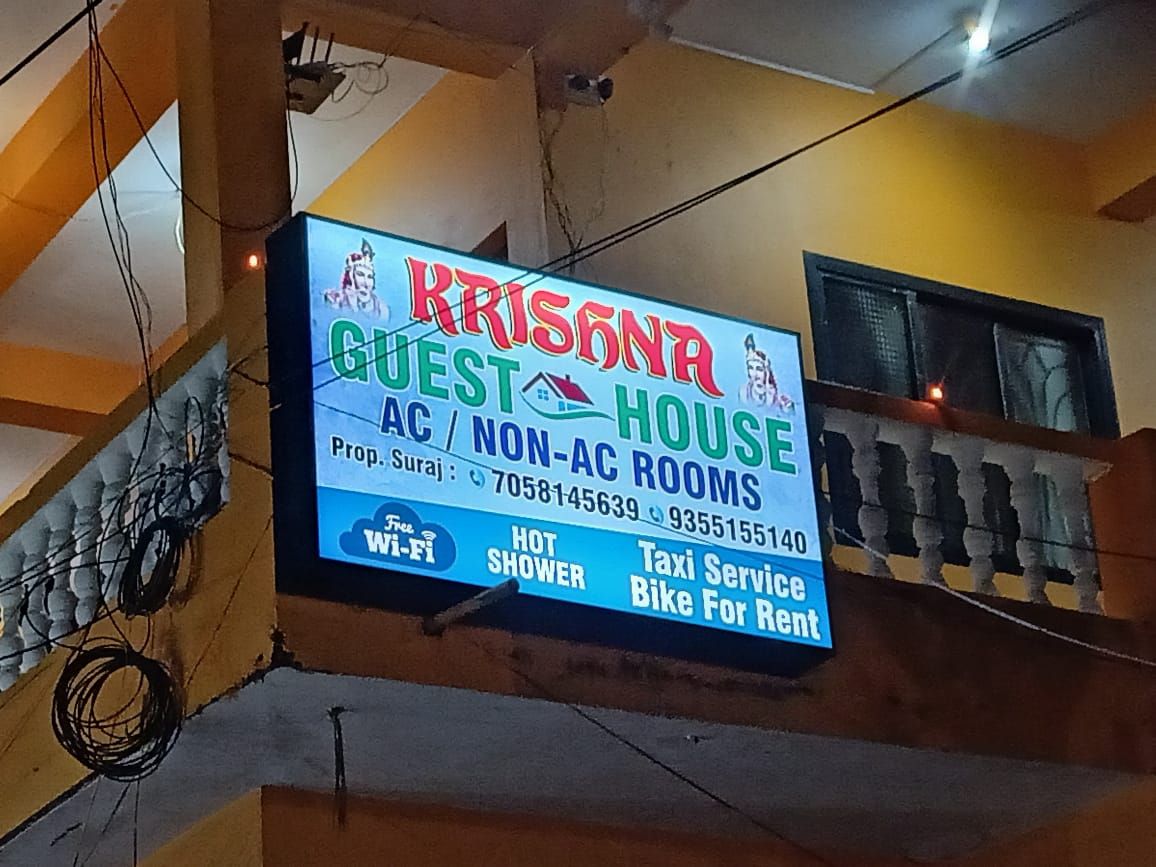 KRISHNA
GUEST HOUSE
AC / NON-AC ROOMS
Prop. Suraj : 7058145639 9355155140
Free
Wi-Fi
HOT
SHOWER
Taxi Service
Bike For Rent